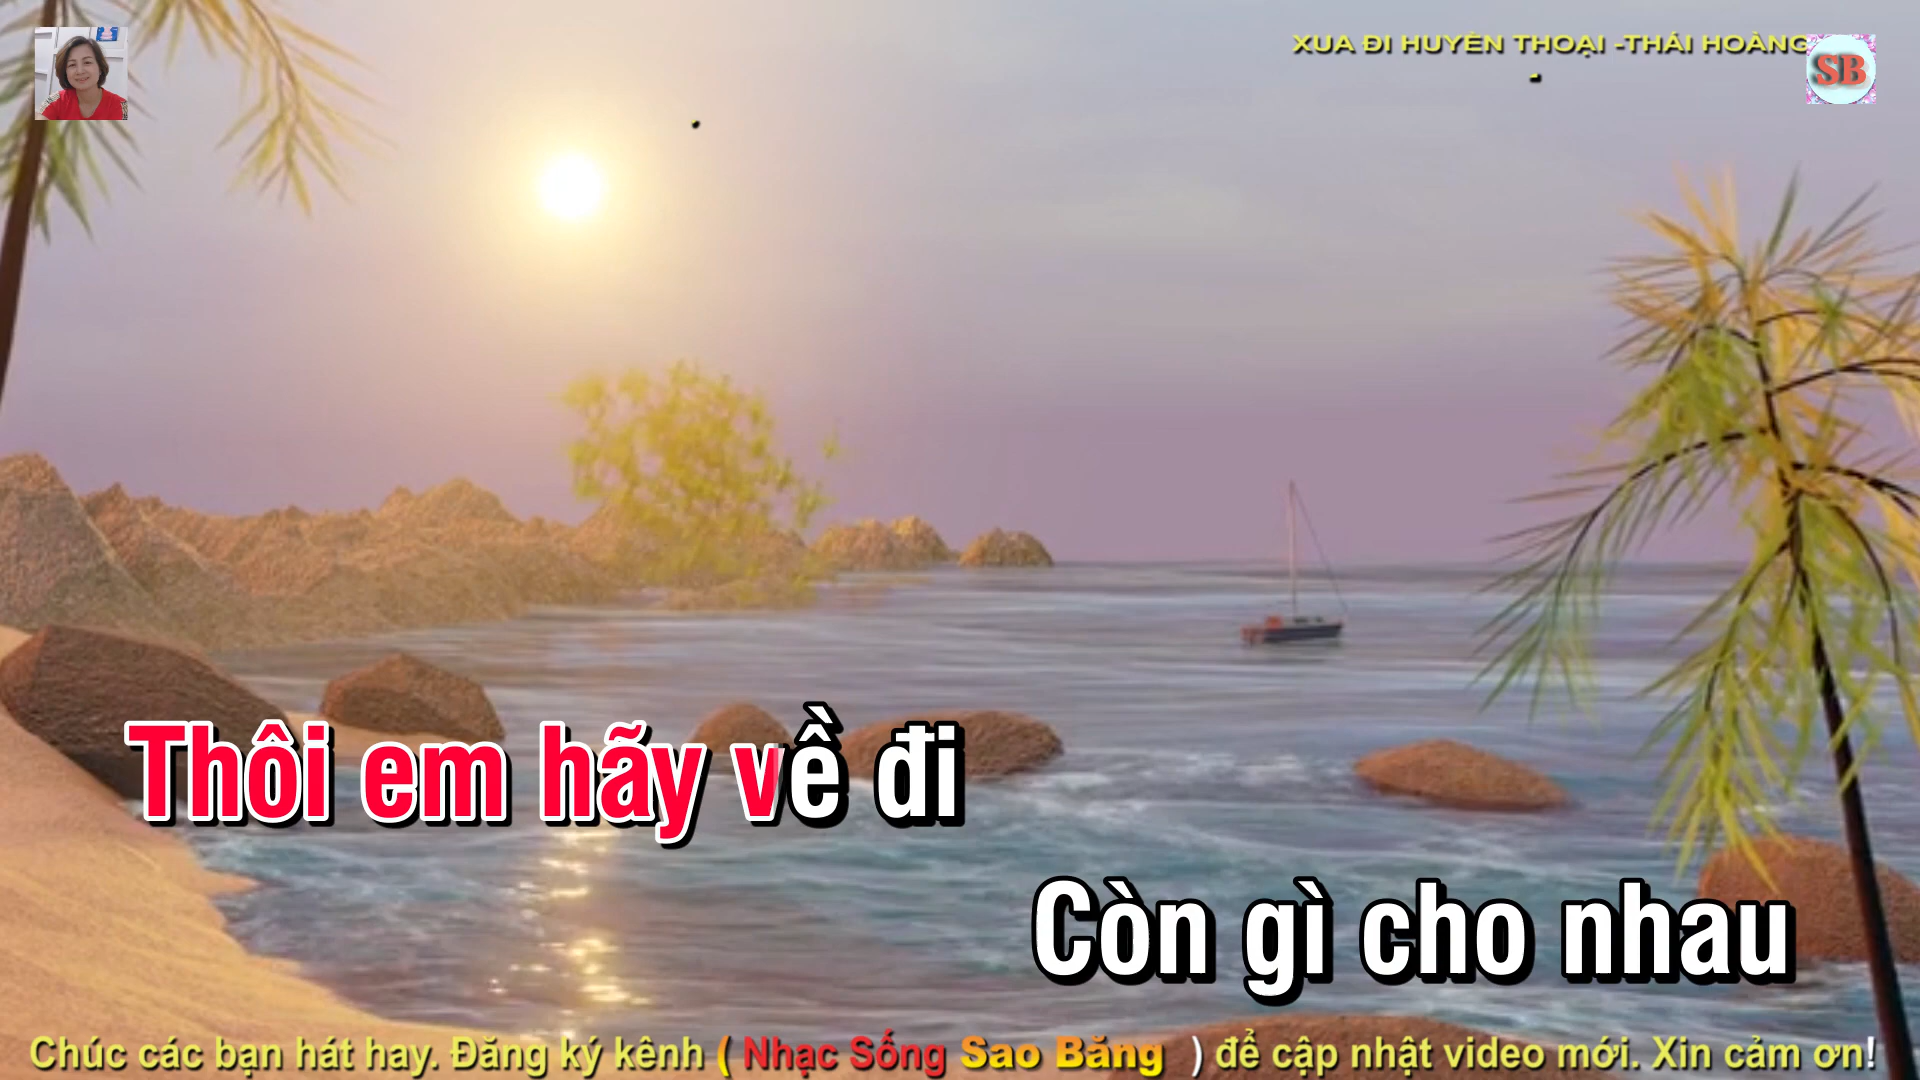 XUA ĐI HUYỀN THOẠI -THÁI HOÀNG
SB
Thôi em hãy về đi
Còn gì cho nhau
Chúc các bạn hát hay. Đăng ký kênh ( Nhạc Sống Sao Băng ) để cập nhật video mới. Xin cảm ơn!